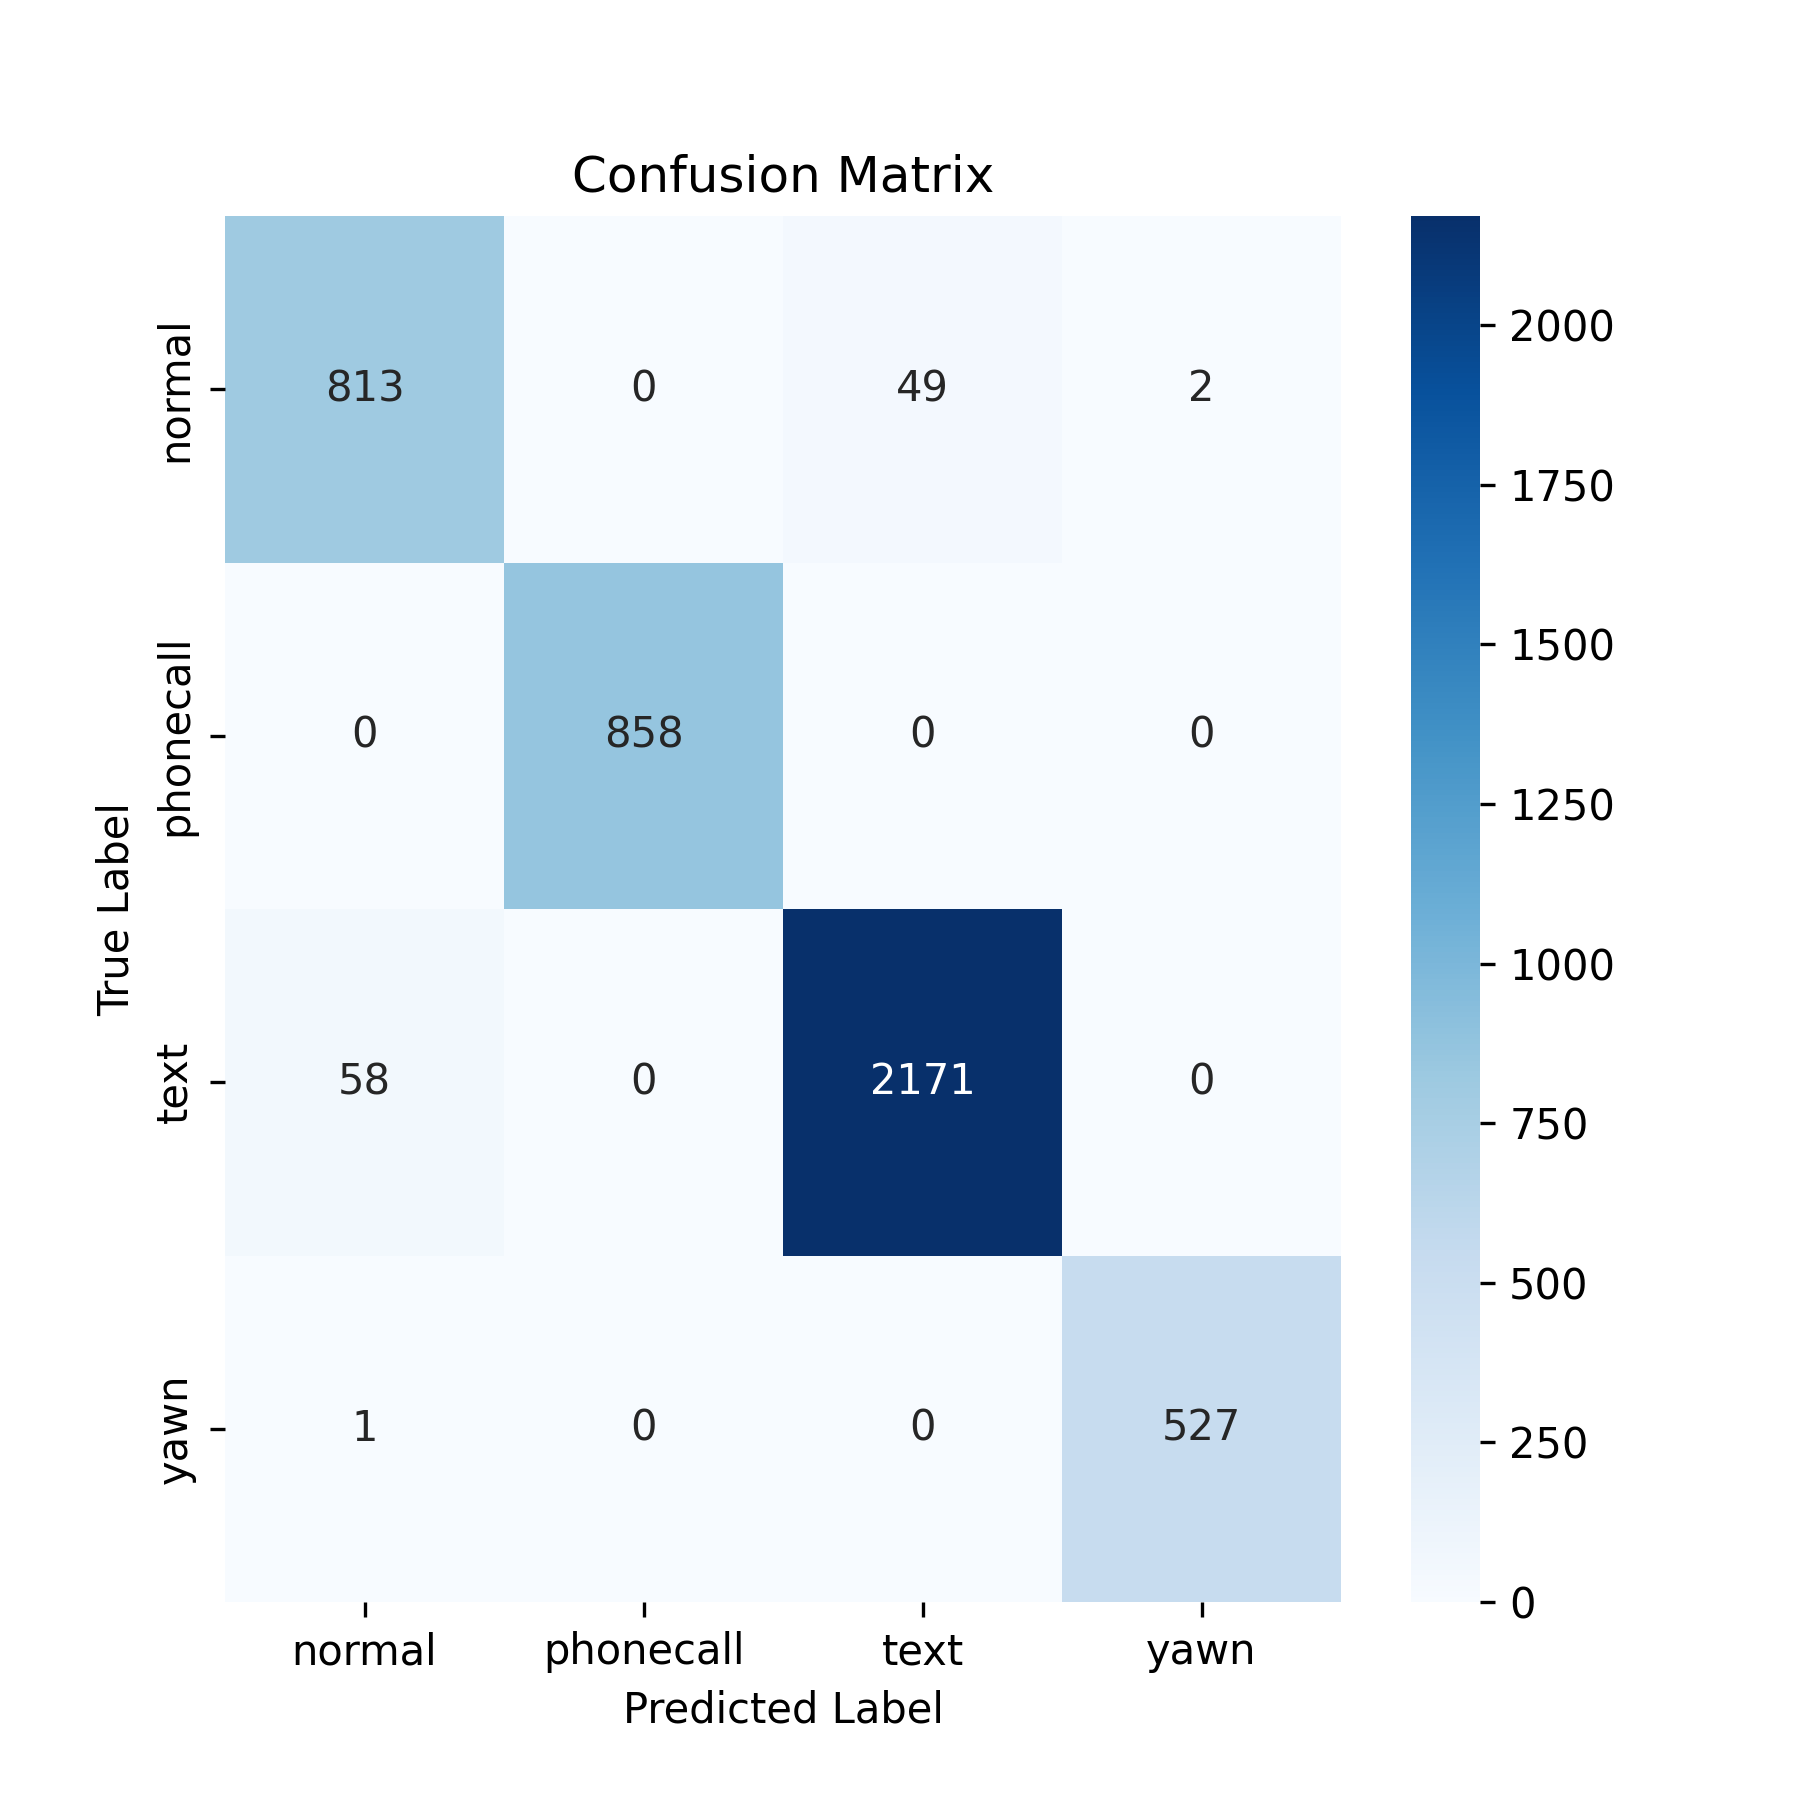 Confusion Matrix
normal
813 0 49 2
phonecall
0 858 0 0
text
58 0 2171 0
yawn
1 0 0 527
True Label
normal phonecall text yawn
Predicted Label
2000
1750
1500
1250
1000
750
500
250
0